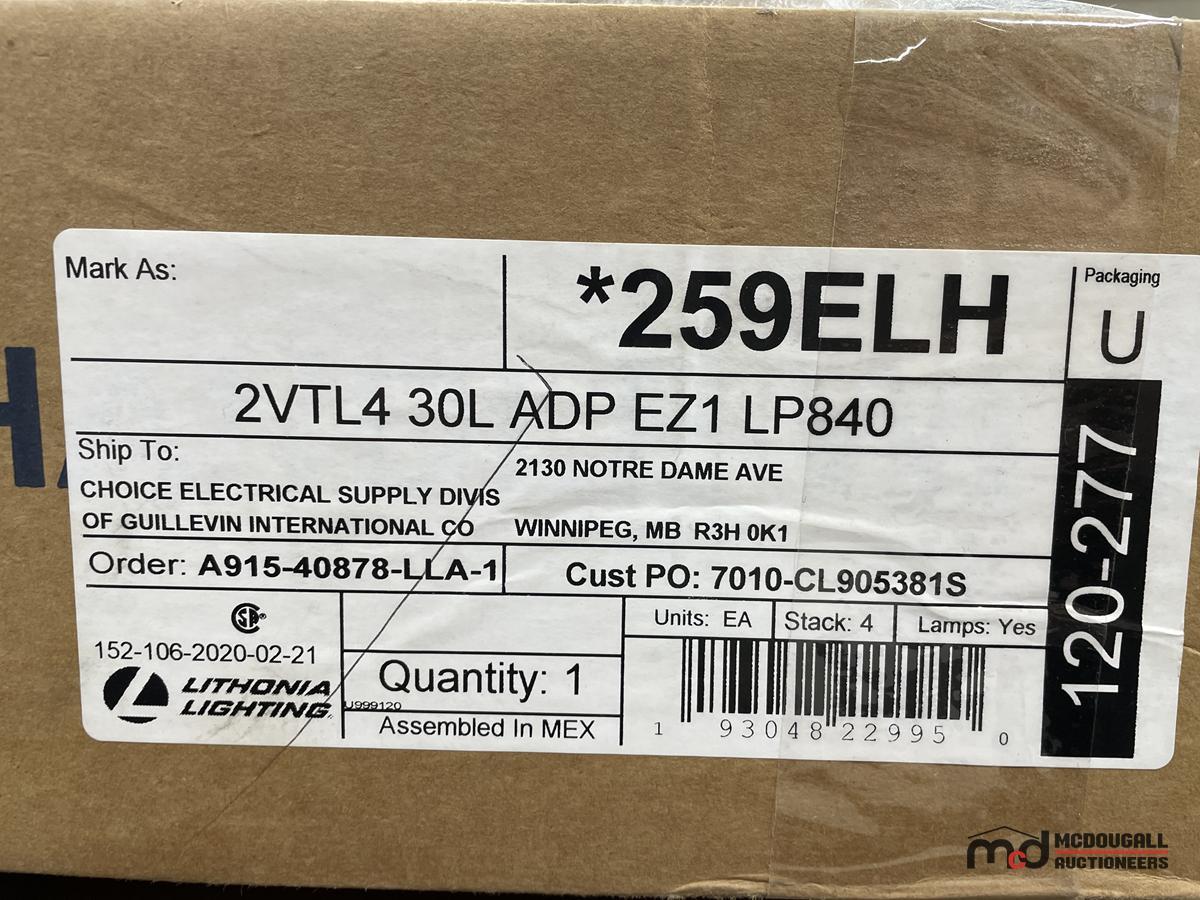 Mark As:
*259ELH
Packaging
U
2VTL4 30L ADP EZ1 LP840
120-277
Ship To:
2130 NOTRE DAME AVE
CHOICE ELECTRICAL SUPPLY DIVIS
OF GUILLEVIN INTERNATIONAL CO
WINNIPEG, MB R3H 0K1
Order: A915-40878-LLA-1
Cust PO: 7010-CL905381S
SA
152-106-2020-02-21
LITHONIA
LIGHTING
Quantity: 1
U999120
Assembled In MEX
Units: EA
Stack: 4
Lamps: Yes
1 93048 22995 0
mcd MCDOUGALL
AUCTIONEERS